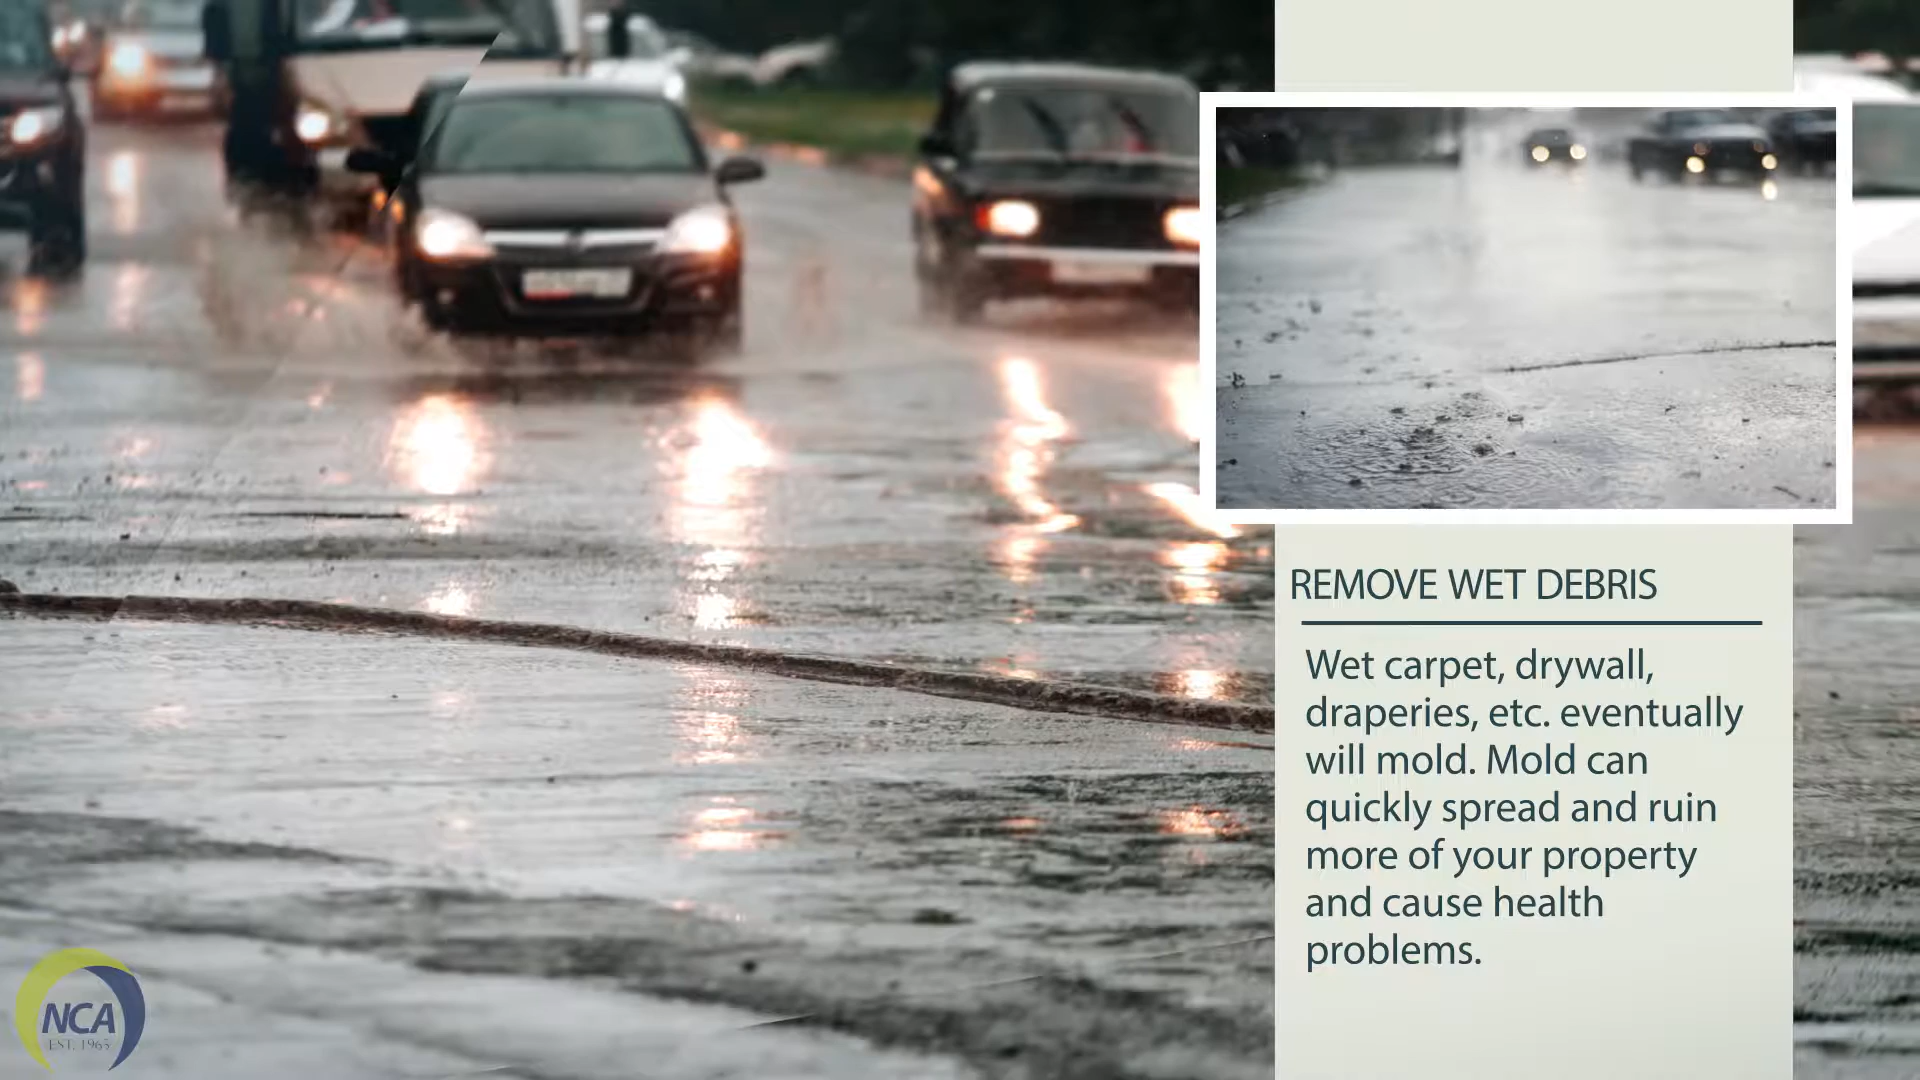 REMOVE WET DEBRIS
Wet carpet, drywall,
draperies, etc. eventually
will mold. Mold can
quickly spread and ruin
more of your property
and cause health
problems.
NCA
EST. 1965